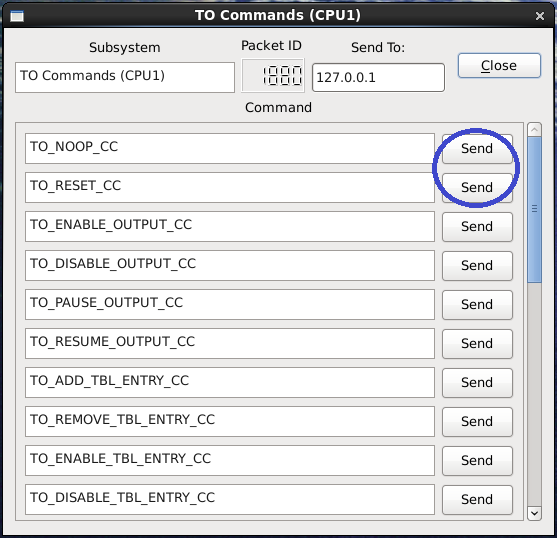 TO Commands (CPU1)
Subsystem Packet ID Send To:
TO Commands (CPU1) 1880 127.0.0.1 Close
Command
TO_NOOP_CC Send
TO_RESET_CC Send
TO_ENABLE_OUTPUT_CC Send
TO_DISABLE_OUTPUT_CC Send
TO_PAUSE_OUTPUT_CC Send
TO_RESUME_OUTPUT_CC Send
TO_ADD_TBL_ENTRY_CC Send
TO_REMOVE_TBL_ENTRY_CC Send
TO_ENABLE_TBL_ENTRY_CC Send
TO_DISABLE_TBL_ENTRY_CC Send